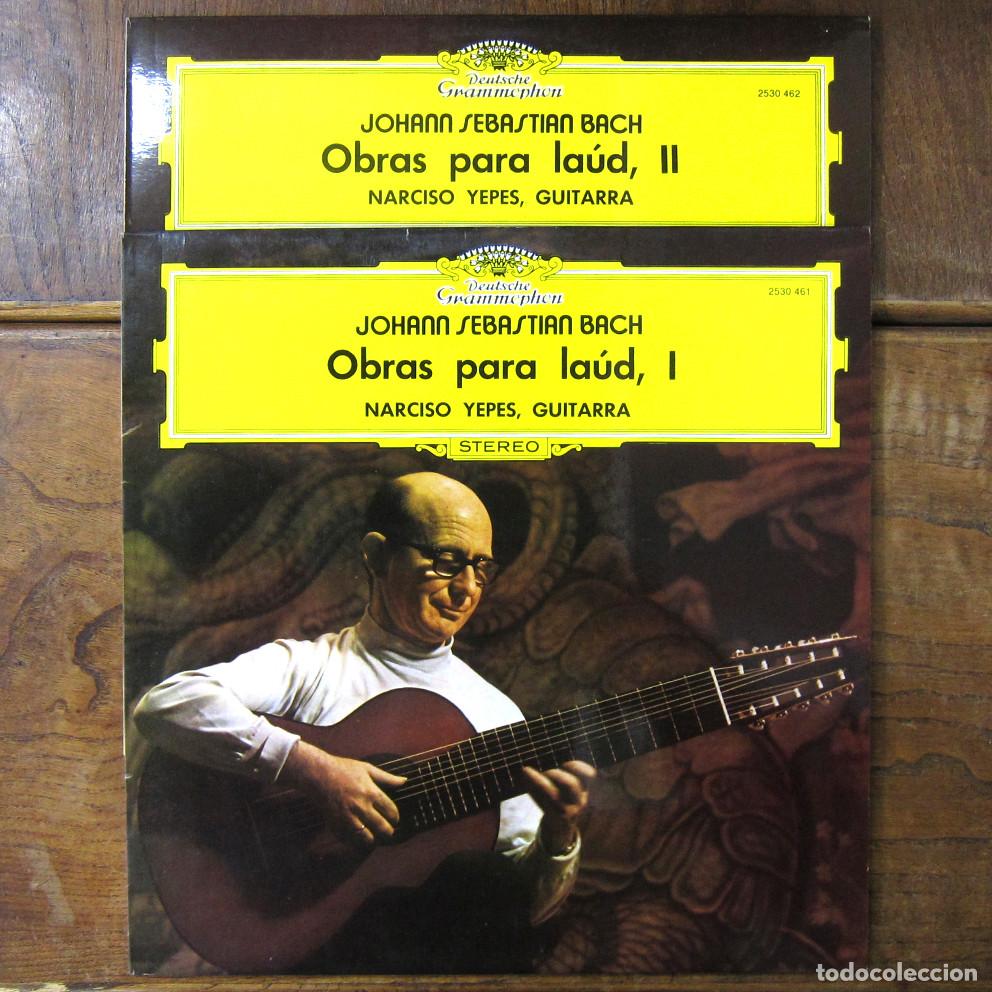 Deutsche
Grammophon
2530 462
JOHANN SEBASTIAN BACH
Obras para laúd, II
NARCISO YEPES, GUITARRA
Deutsche
Grammophon
2530 461
JOHANN SEBASTIAN BACH
Obras para laúd, I
NARCISO YEPES, GUITARRA
STEREO
todocoleccion